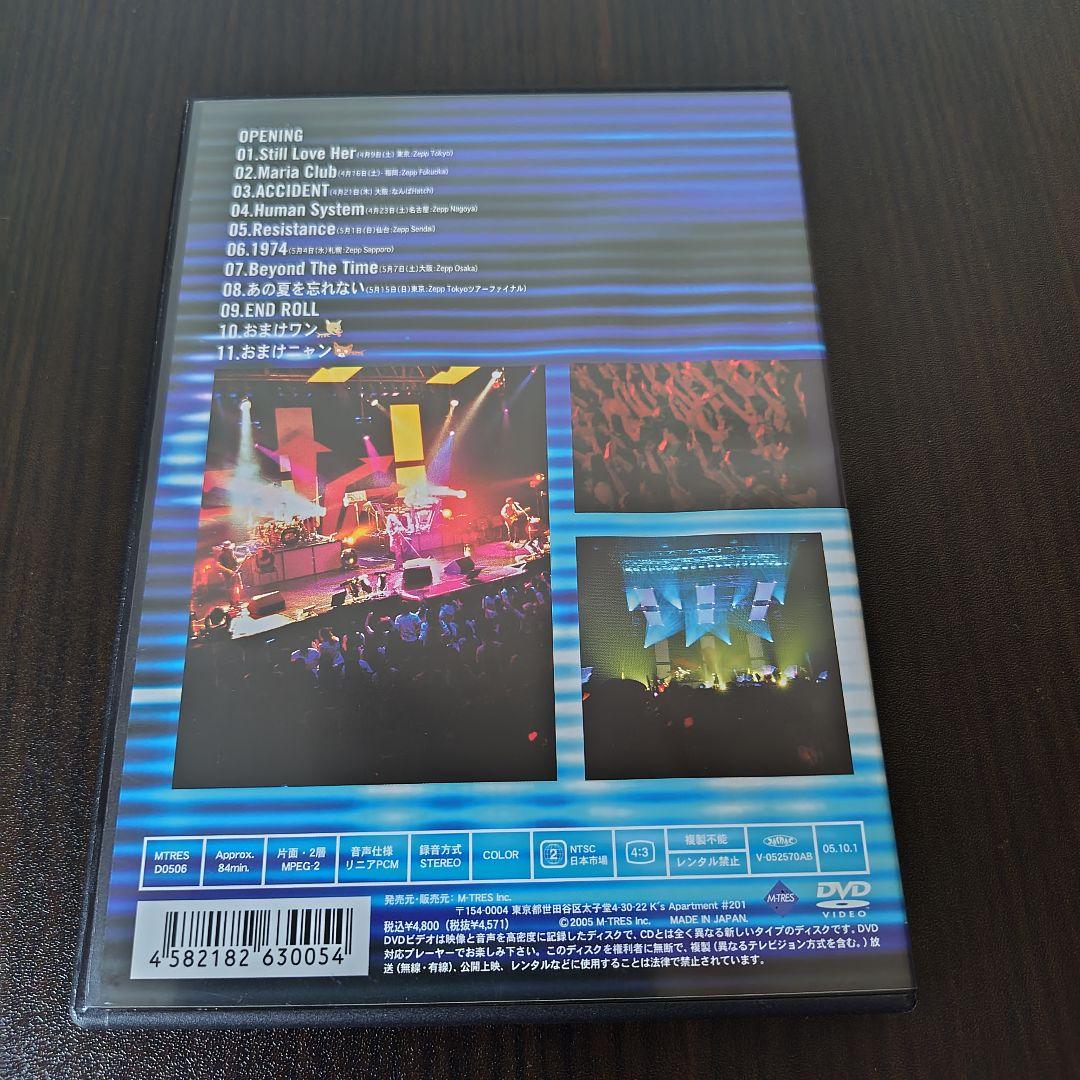 OPENING
01.Still Love Her(4月9日(土) 東京:Zepp Tokyo)
02.Maria Club(4月16日(土)・福岡:Zepp Fukuoka)
03.ACCIDENT(4月21日(木) 大阪:なんばHatch)
04.Human System(4月23日(土)名古屋:Zepp Nagoya)
05.Resistance(5月1日(日)仙台:Zepp Sendai)
06.1974(5月4日(水)札幌:Zepp Sapporo)
07.Beyond The Time(5月7日(土)大阪:Zepp Osaka)
08.あの夏を忘れない(5月15日(日)東京:Zepp Tokyoツアーファイナル)
09.END ROLL
10.おまけワン
11.おまけニャン
MTRES D0506
Approx. 84min.
片面・2層 MPEG-2
音声仕様 リニアPCM
録音方式 STEREO
COLOR
2 NTSC 日本市場
4:3
複製不能
レンタル禁止
V-052570AB
05.10.1
発売元・販売元: M-TRES Inc.
〒154-0004 東京都世田谷区太子堂4-30-22 K's Apartment #201
税込¥4,800 (税抜¥4,571) ©2005 M-TRES Inc. MADE IN JAPAN.
M-TRES
DVD VIDEO
DVDビデオは映像と音声を高密度に記録したディスクで、CDとは全く異なる新しいタイプのディスクです。DVD
対応プレーヤーでお楽しみ下さい。このディスクを権利者に無断で、複製(異なるテレビジョン方式を含む。)放
送(無線・有線)、公開上映、レンタルなどに使用することは法律で禁止されています。
4 582182 630054